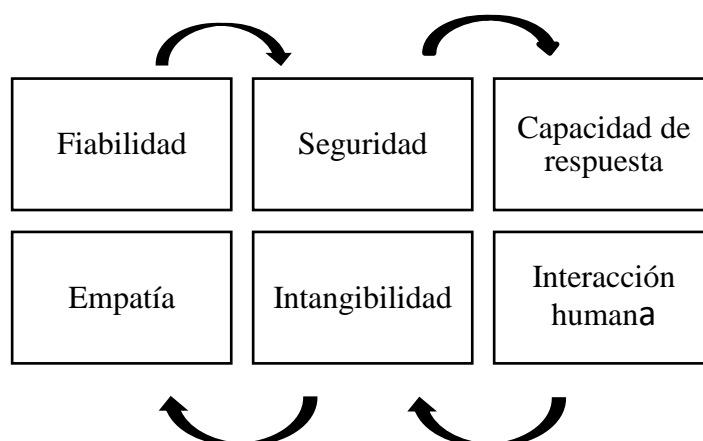 Fiabilidad
Seguridad
Capacidad de
respuesta
Empatía
Intangibilidad
Interacción
humana